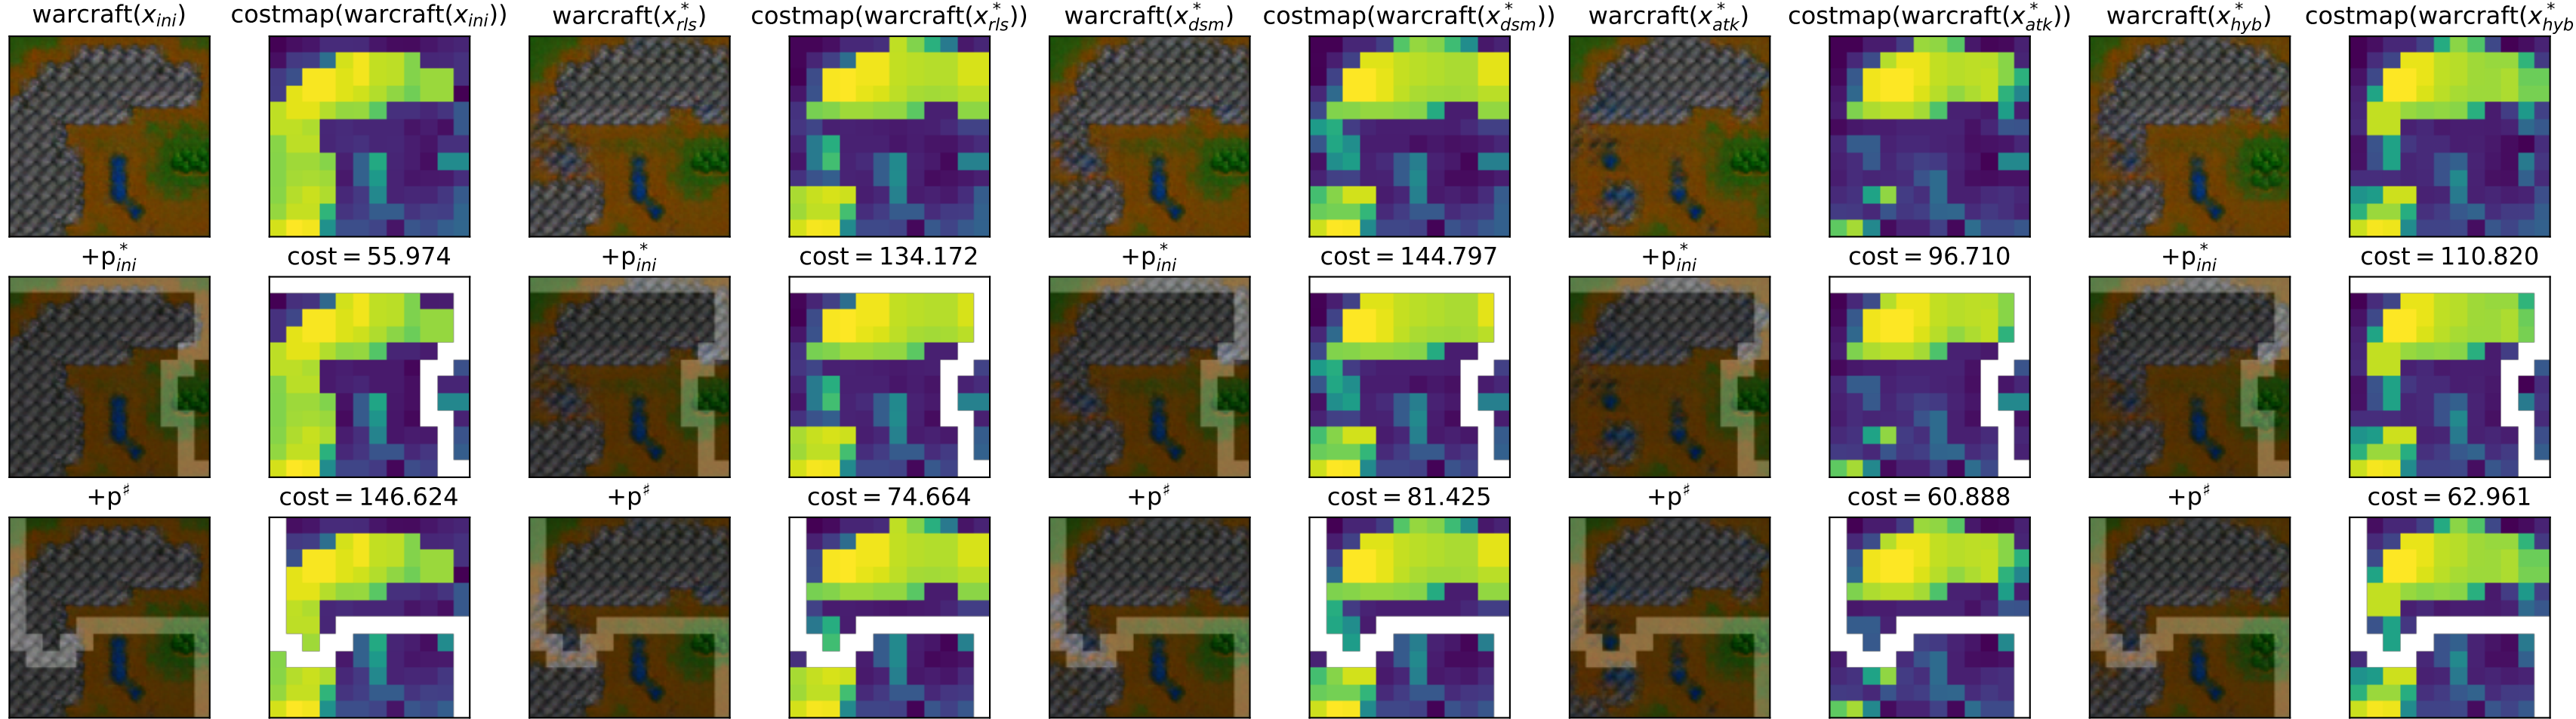 warcraft(x_ini) costmap(warcraft(x_ini)) warcraft(x*_rls) costmap(warcraft(x*_rls)) warcraft(x*_dsm) costmap(warcraft(x*_dsm)) warcraft(x*_atk) costmap(warcraft(x*_atk)) warcraft(x*_hyb) costmap(warcraft(x*_hyb
+p*_ini cost = 55.974 +p*_ini cost = 134.172 +p*_ini cost = 144.797 +p*_ini cost = 96.710 +p*_ini cost = 110.820
+p♯ cost = 146.624 +p♯ cost = 74.664 +p♯ cost = 81.425 +p♯ cost = 60.888 +p♯ cost = 62.961